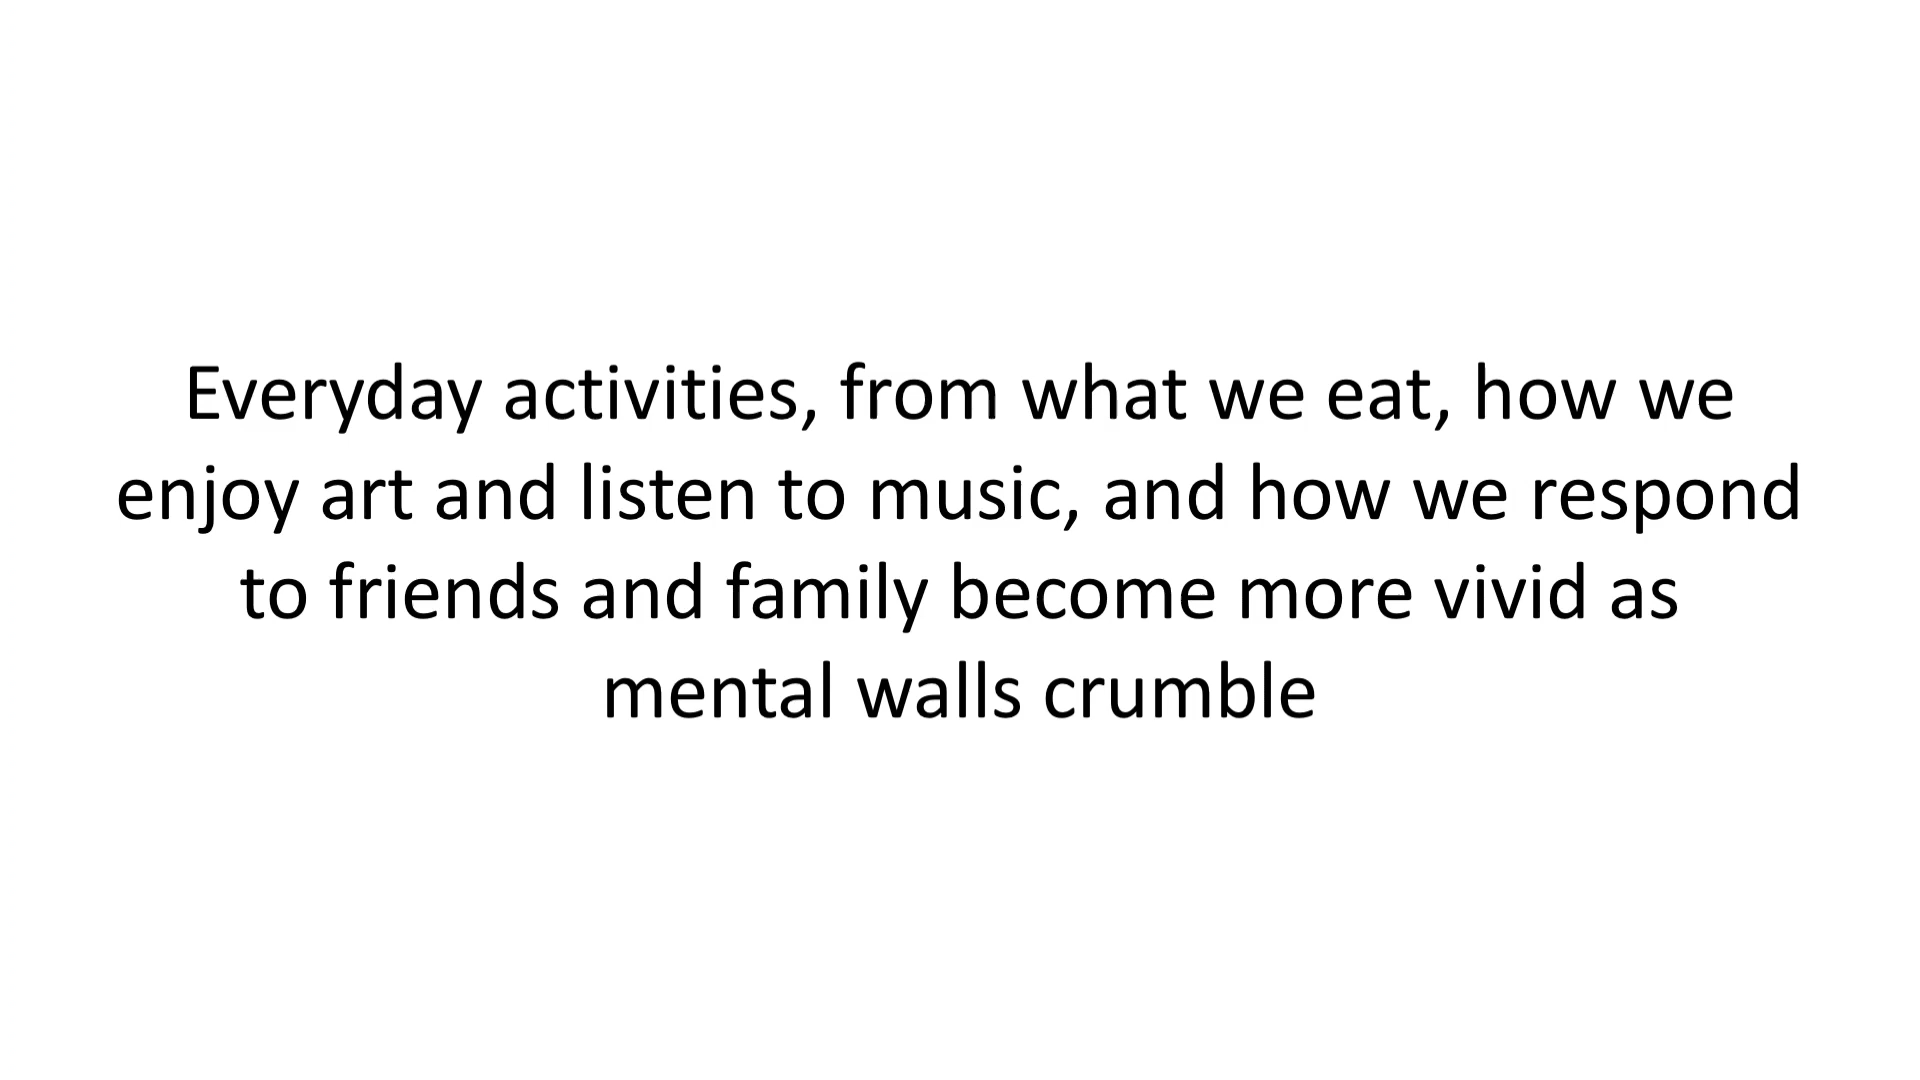 Everyday activities, from what we eat, how we
enjoy art and listen to music, and how we respond
to friends and family become more vivid as
mental walls crumble